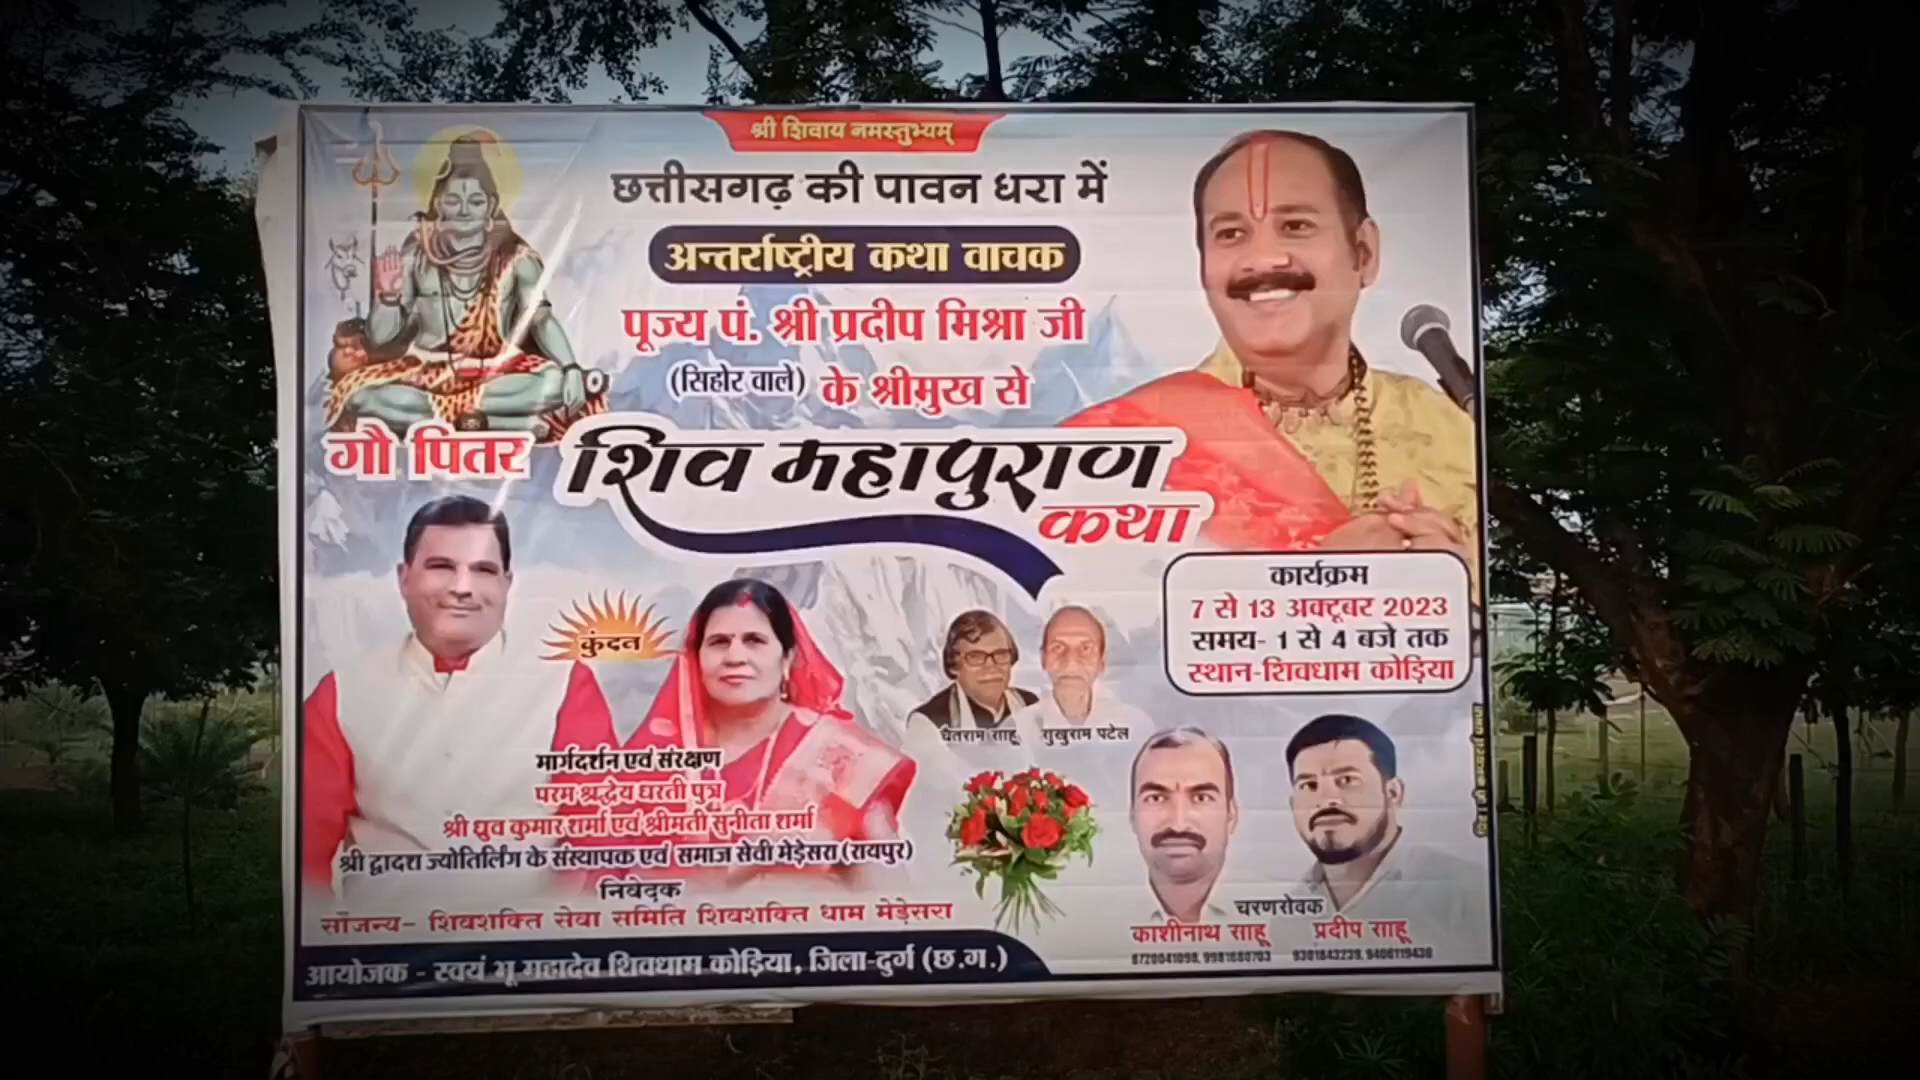 श्री शिवाय नमस्तुभ्यम्
छत्तीसगढ़ की पावन धरा में
अन्तर्राष्ट्रीय कथा वाचक
पूज्य पं. श्री प्रदीप मिश्रा जी
(सिहोर वाले) के श्रीमुख से
गौ पितर
शिव महापुराण
कथा
कार्यक्रम
7 से 13 अक्टूबर 2023
समय- 1 से 4 बजे तक
स्थान-शिवधाम कोड़िया
कुंदन
चैतराम साहू
सुखुराम पटेल
मार्गदर्शन एवं संरक्षण
परम श्रद्धेय धरती पुत्र
श्री ध्रुव कुमार शर्मा एवं श्रीमती सुनीता शर्मा
श्री द्वादश ज्योतिर्लिंग के संस्थापक एवं समाज सेवी मेड़ेसरा (रायपुर)
निवेदक
सौजन्य- शिवशक्ति सेवा समिति शिवशक्ति धाम मेड़ेसरा
आयोजक - स्वयं भू महादेव शिवधाम कोड़िया, जिला-दुर्ग (छ.ग.)
चरणसेवक
काशीनाथ साहू
प्रदीप साहू